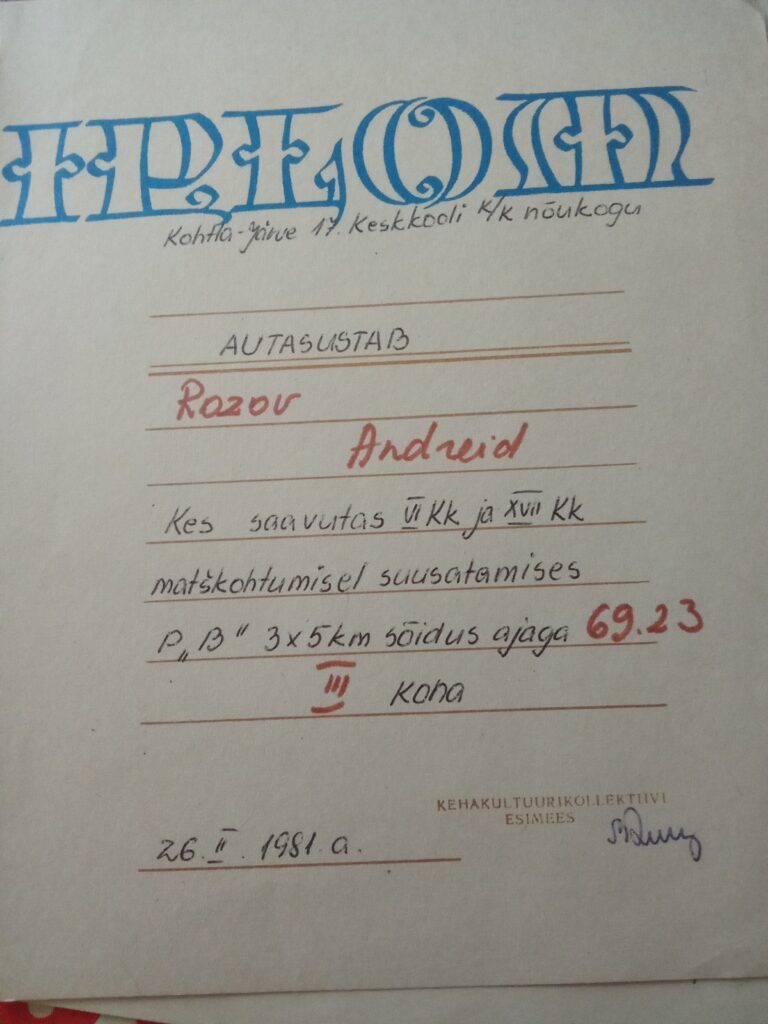 DIPLOM
Kohtla-Järve 17. Keskkooli K/K nõukogu
AUTASUSTAB
Razov
Andreid
Kes saavutas VI Kk ja XVII Kk
matškohtumisel suusatamises
P „B" 3x5km sõidus ajaga 69.23
III koha
KEHAKULTUURIKOLLEKTIIVI
ESIMEES
26. II. 1981. a.